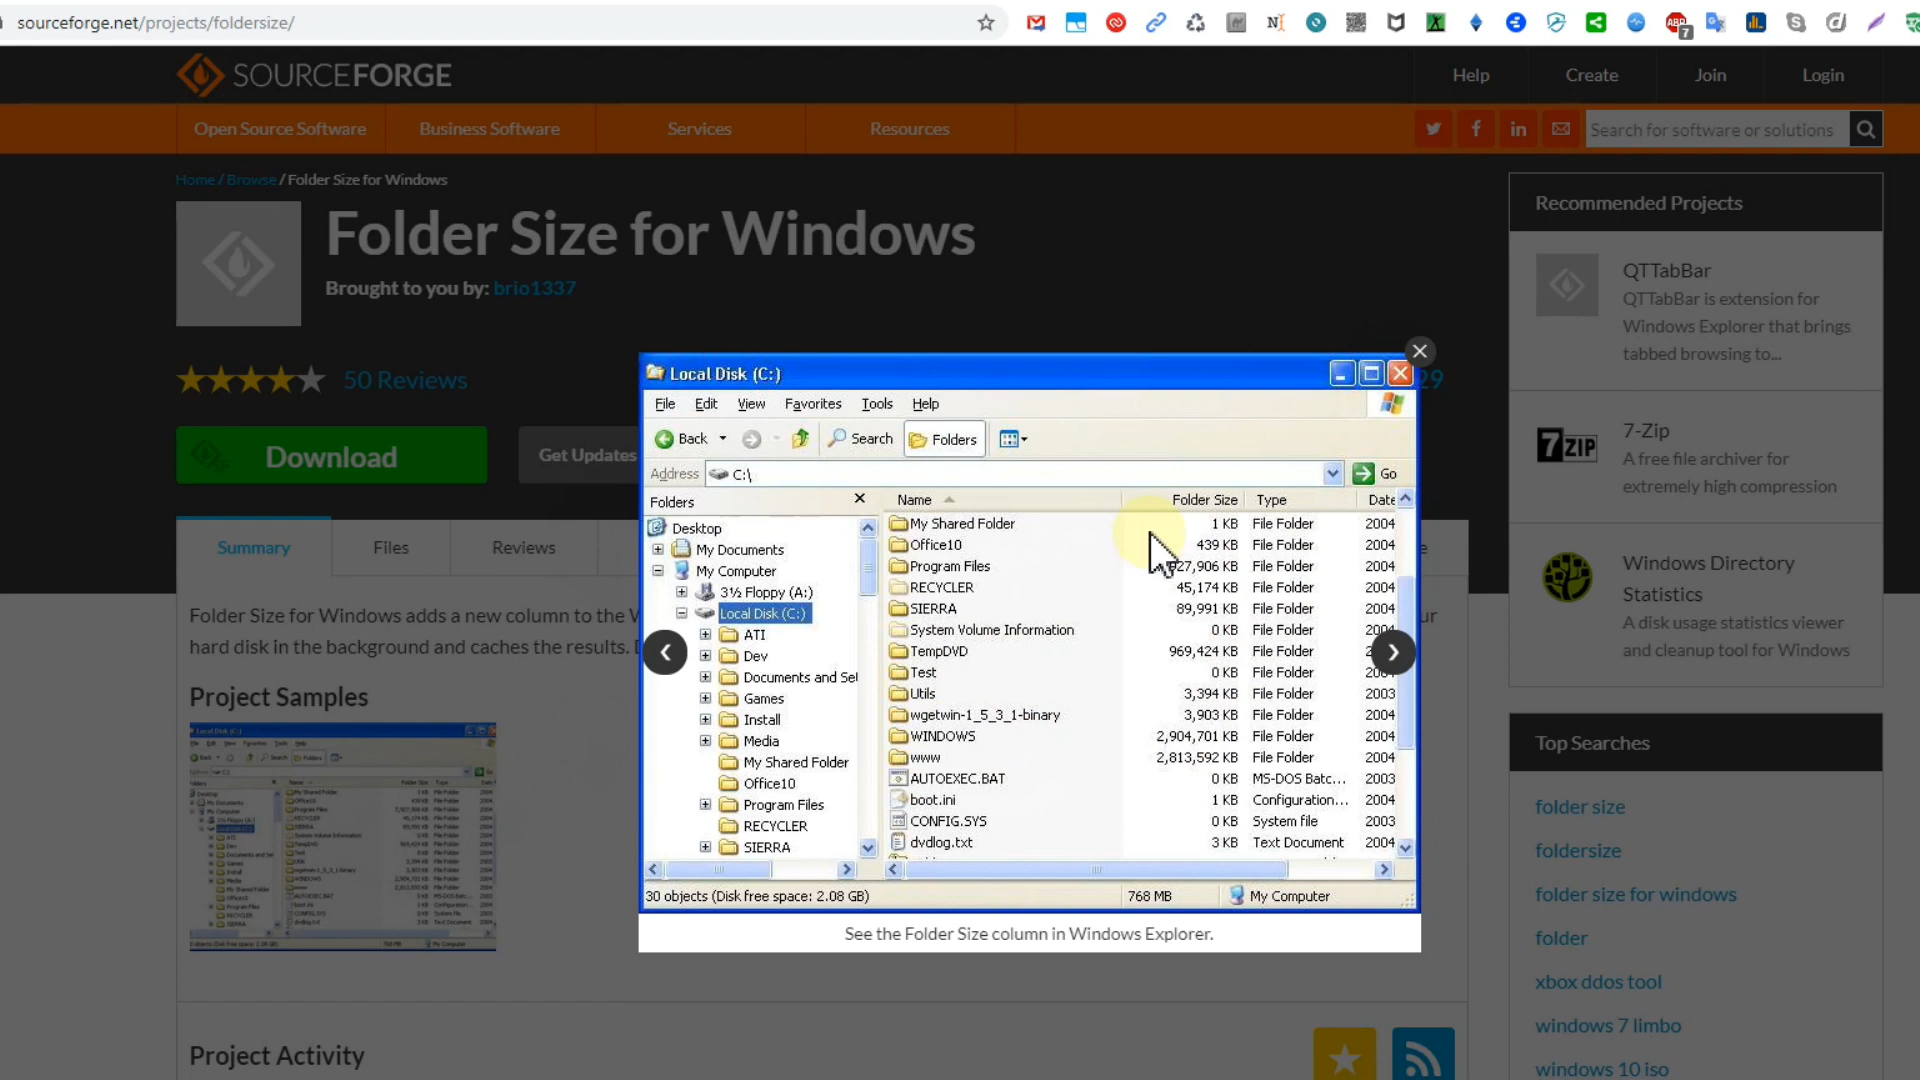 sourceforge.net/projects/foldersize/
SOURCEFORGE
Help
Create
Join
Login
Open Source Software
Business Software
Services
Resources
Search for software or solutions
Home / Browse / Folder Size for Windows
Folder Size for Windows
Brought to you by: brio1337
50 Reviews
Download
Get Updates
Summary
Files
Reviews
Folder Size for Windows adds a new column to the W
hard disk in the background and caches the results.
Project Samples
Project Activity
Local Disk (C:)
File Edit View Favorites Tools Help
Back
Search
Folders
Address C:\
Go
Folders
Desktop
My Documents
My Computer
3½ Floppy (A:)
Local Disk (C:)
ATI
Dev
Documents and Set
Games
Install
Media
My Shared Folder
Office10
Program Files
RECYCLER
SIERRA
Name Folder Size Type Date
My Shared Folder 1 KB File Folder 2004
Office10 439 KB File Folder 2004
Program Files 27,906 KB File Folder 2004
RECYCLER 45,174 KB File Folder 2004
SIERRA 89,991 KB File Folder 2004
System Volume Information 0 KB File Folder 2004
TempDVD 969,424 KB File Folder 2004
Test 0 KB File Folder
Utils 3,394 KB File Folder 2003
wgetwin-1_5_3_1-binary 3,903 KB File Folder 2004
WINDOWS 2,904,701 KB File Folder 2004
www 2,813,592 KB File Folder 2004
AUTOEXEC.BAT 0 KB MS-DOS Batc... 2003
boot.ini 1 KB Configuration... 2004
CONFIG.SYS 0 KB System file 2003
dvdlog.txt 3 KB Text Document 2004
30 objects (Disk free space: 2.08 GB)
768 MB
My Computer
See the Folder Size column in Windows Explorer.
Recommended Projects
QTTabBar
QTTabBar is extension for
Windows Explorer that brings
tabbed browsing to...
7ZIP
7-Zip
A free file archiver for
extremely high compression
Windows Directory
Statistics
A disk usage statistics viewer
and cleanup tool for Windows
Top Searches
folder size
foldersize
folder size for windows
folder
xbox ddos tool
windows 7 limbo
windows 10 iso